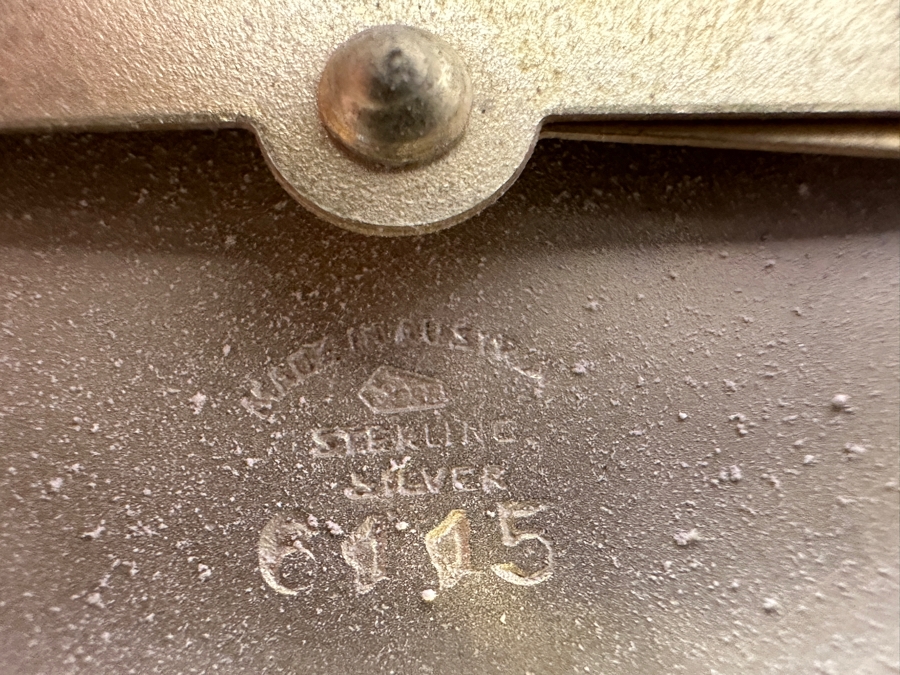 MADE IN AUSTRIA
STERLING
SILVER
6115